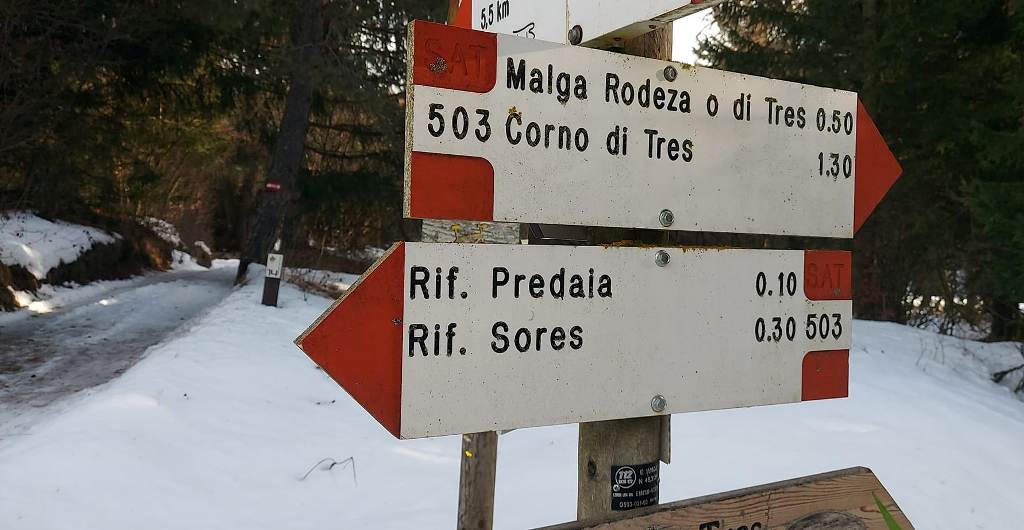 5,5 km
SAT
Malga Rodeza o di Tres 0.50
503 Corno di Tres 1.30
Rif. Predaia 0.10 SAT
Rif. Sores 0.30 503